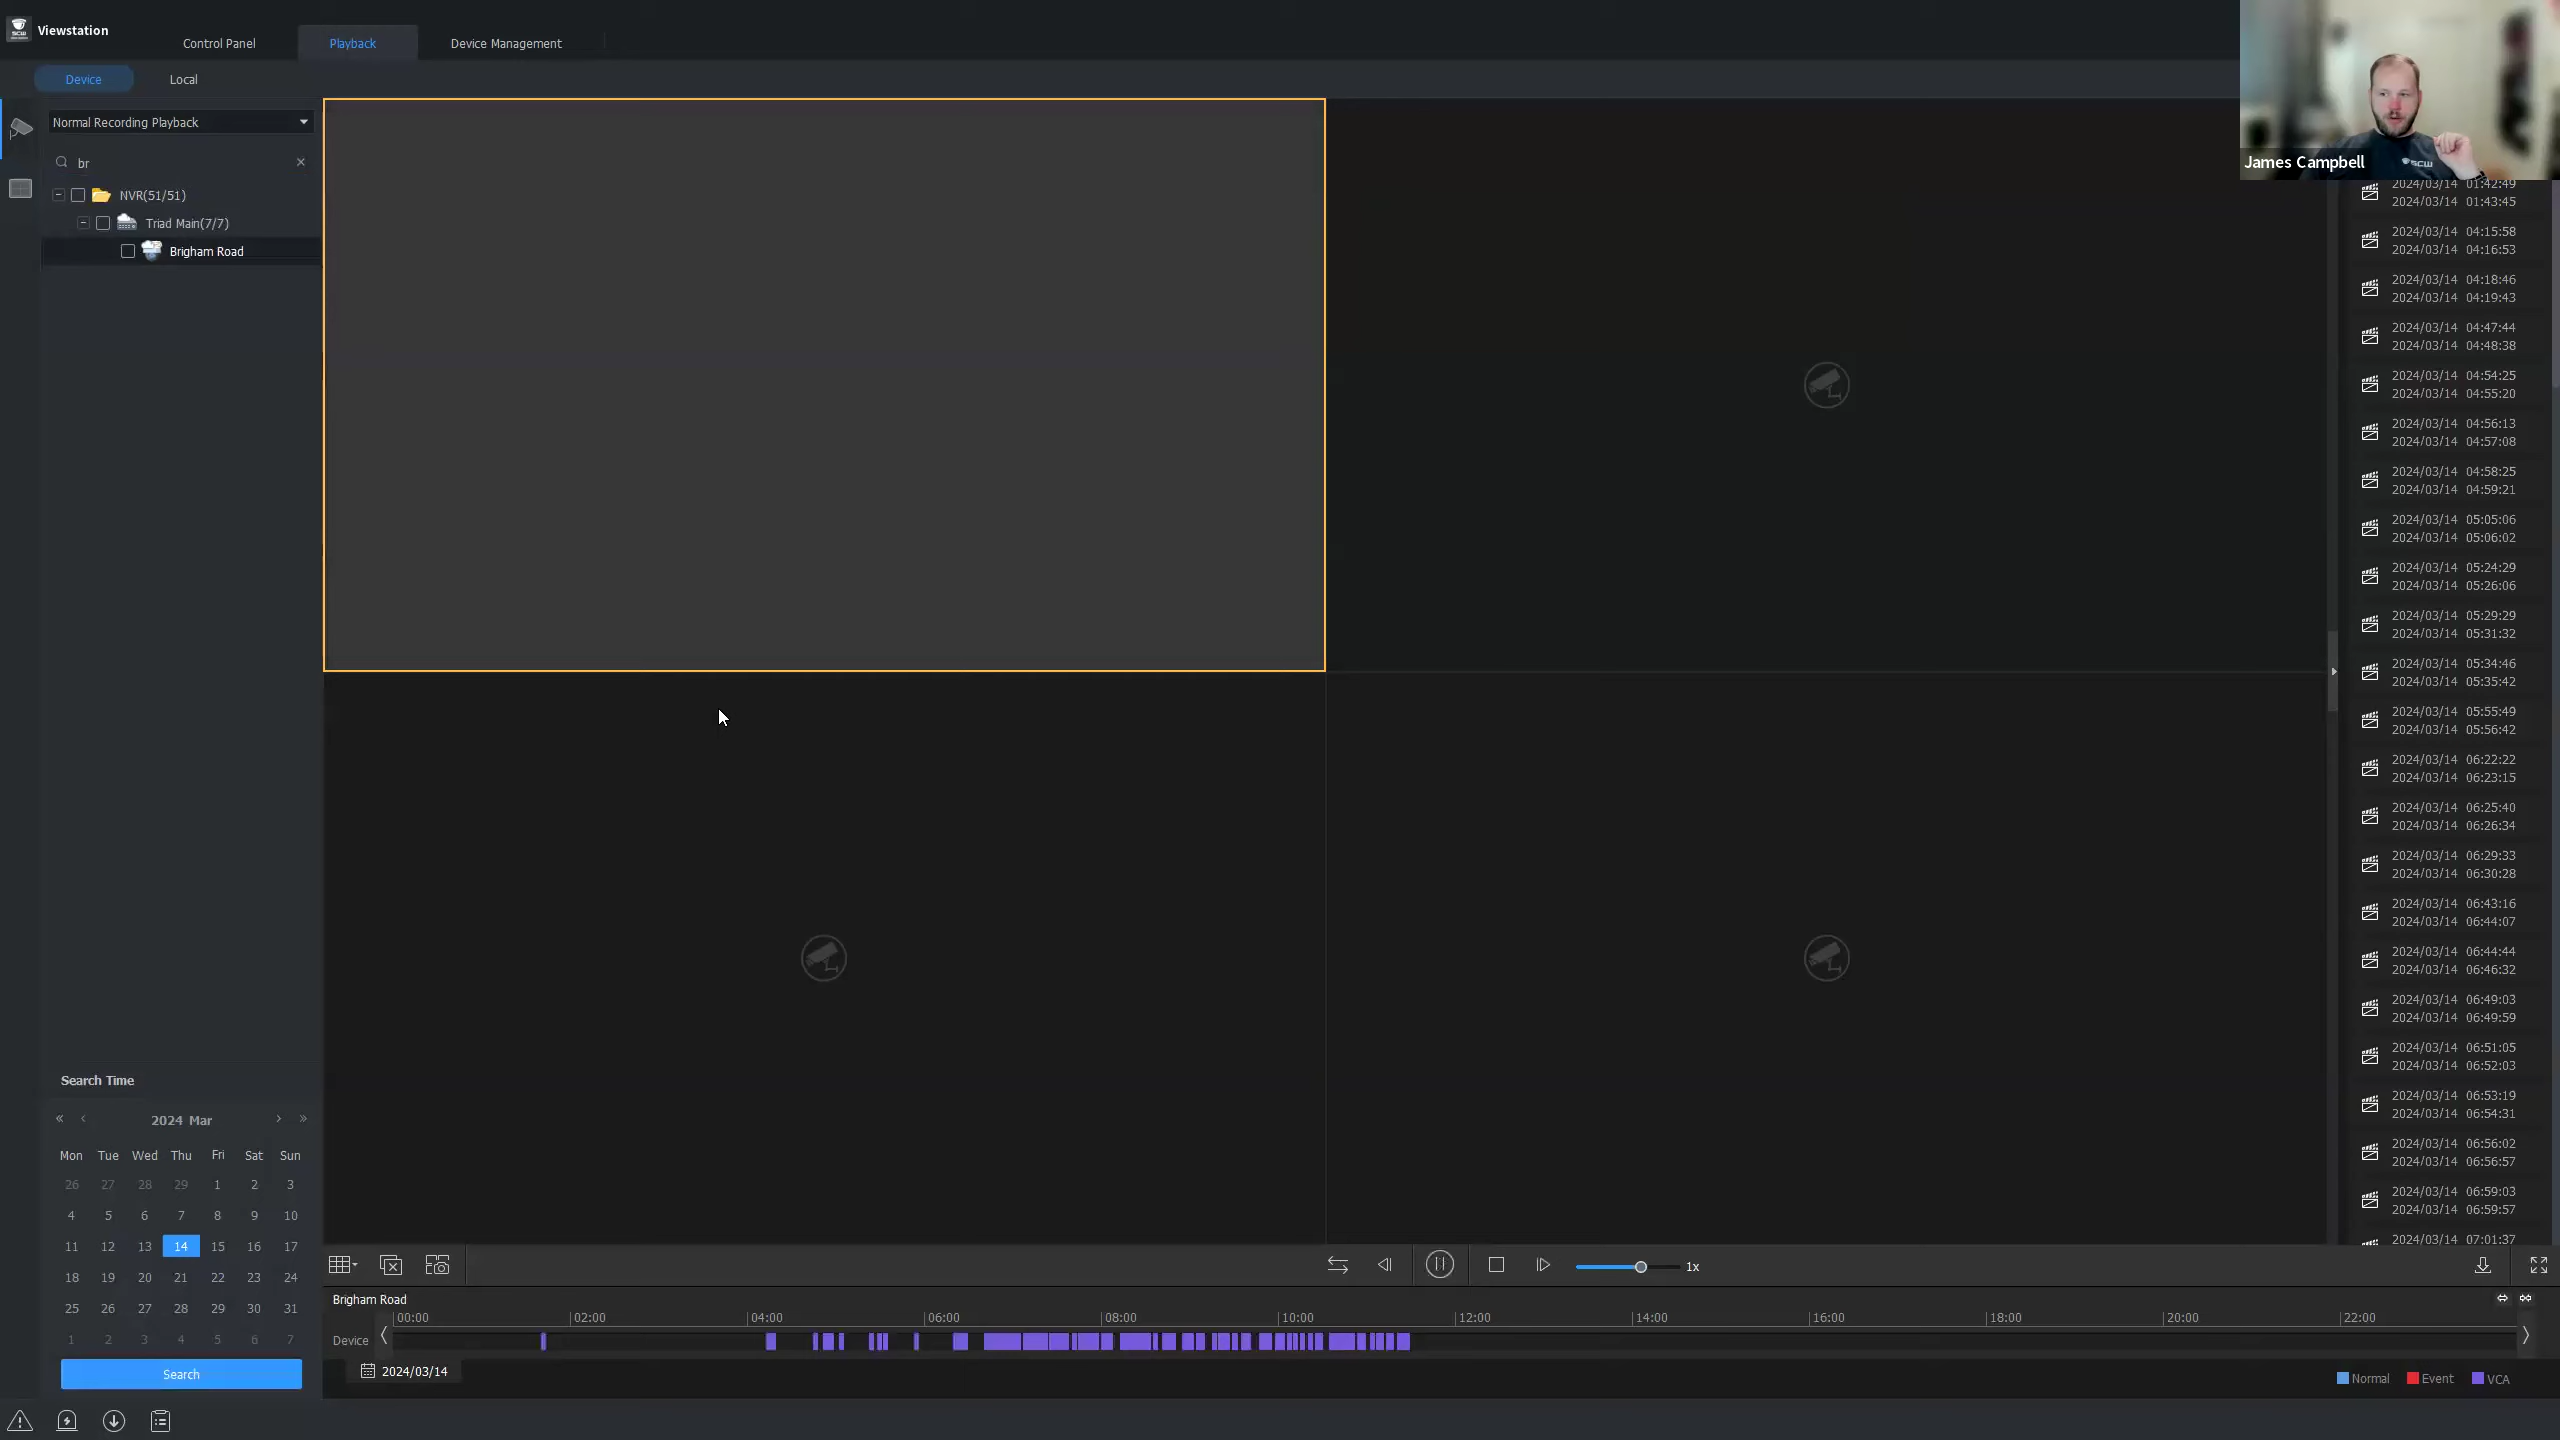 Viewstation
Control Panel
Playback
Device Management
Device
Local
Normal Recording Playback
br
NVR(51/51)
Triad Main(7/7)
Brigham Road
SCW
James Campbell
2024/03/14 01:42:49
2024/03/14 01:43:45
2024/03/14 04:15:58
2024/03/14 04:16:53
2024/03/14 04:18:46
2024/03/14 04:19:43
2024/03/14 04:47:44
2024/03/14 04:48:38
2024/03/14 04:54:25
2024/03/14 04:55:20
2024/03/14 04:56:13
2024/03/14 04:57:08
2024/03/14 04:58:25
2024/03/14 04:59:21
2024/03/14 05:05:06
2024/03/14 05:06:02
2024/03/14 05:24:29
2024/03/14 05:26:06
2024/03/14 05:29:29
2024/03/14 05:31:32
2024/03/14 05:34:46
2024/03/14 05:35:42
2024/03/14 05:55:49
2024/03/14 05:56:42
2024/03/14 06:22:22
2024/03/14 06:23:15
2024/03/14 06:25:40
2024/03/14 06:26:34
2024/03/14 06:29:33
2024/03/14 06:30:28
2024/03/14 06:43:16
2024/03/14 06:44:07
2024/03/14 06:44:44
2024/03/14 06:46:32
2024/03/14 06:49:03
2024/03/14 06:49:59
2024/03/14 06:51:05
2024/03/14 06:52:03
2024/03/14 06:53:19
2024/03/14 06:54:31
2024/03/14 06:56:02
2024/03/14 06:56:57
2024/03/14 06:59:03
2024/03/14 06:59:57
2024/03/14 07:01:37
Search Time
2024 Mar
Mon Tue Wed Thu Fri Sat Sun
26 27 28 29 1 2 3
4 5 6 7 8 9 10
11 12 13 14 15 16 17
18 19 20 21 22 23 24
25 26 27 28 29 30 31
1 2 3 4 5 6 7
Search
1x
Brigham Road
00:00 02:00 04:00 06:00 08:00 10:00 12:00 14:00 16:00 18:00 20:00 22:00
Device
2024/03/14
Normal Event VCA